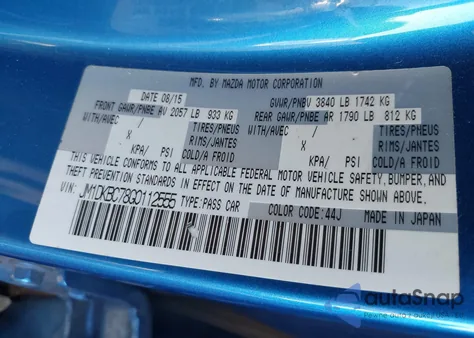 MFD. BY MAZDA MOTOR CORPORATION
DATE 08/15 GVWR/PNBV 3840 LB 1742 KG
FRONT GAWR/PNBE AV 2057 LB 933 KG REAR GAWR/PNBE AR 1790 LB 812 KG
WITH/AVEC / TIRES/PNEUS WITH/AVEC / TIRES/PNEUS
X RIMS/JANTES X RIMS/JANTES
KPA/ PSI COLD/A FROID KPA/ PSI COLD/A FROID
THIS VEHICLE CONFORMS TO ALL APPLICABLE FEDERAL MOTOR VEHICLE SAFETY, BUMPER, AND
THEFT PREVENTION STANDARDS IN EFFECT ON THE DATE OF MANUFACTURE SHOWN ABOVE.
VIN: JM1DKBC78G0112555 TYPE: PASS CAR COLOR CODE: 44J MADE IN JAPAN
autoSnap